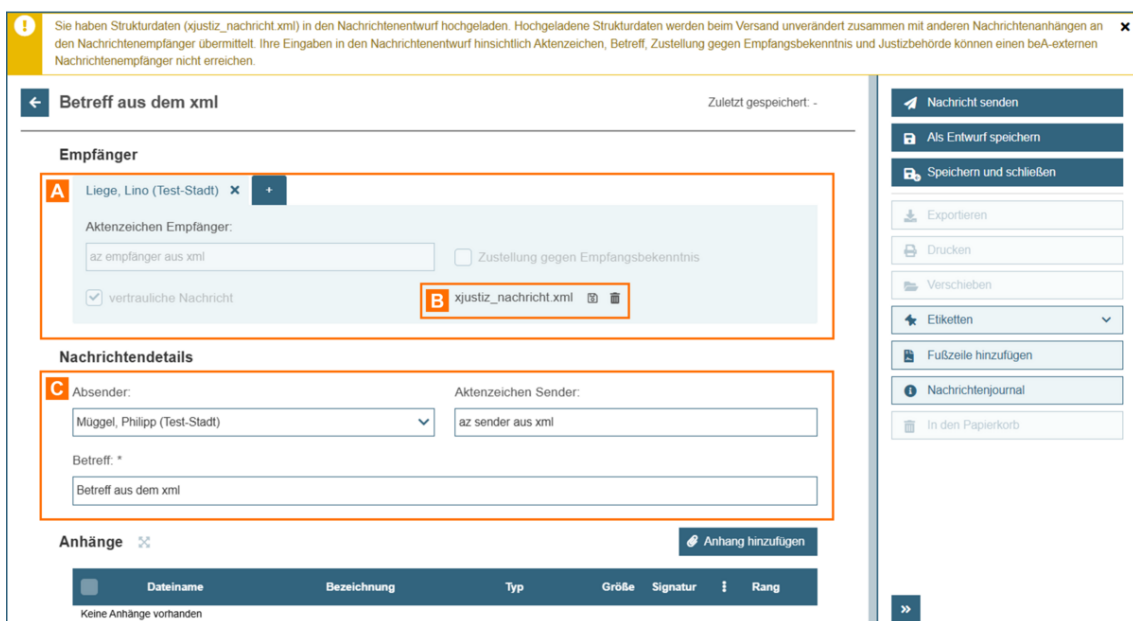 Sie haben Strukturdaten (xjustiz_nachricht.xml) in den Nachrichtenentwurf hochgeladen. Hochgeladene Strukturdaten werden beim Versand unverändert zusammen mit anderen Nachrichtenanhängen an
den Nachrichtenempfänger übermittelt. Ihre Eingaben in den Nachrichtenentwurf hinsichtlich Aktenzeichen, Betreff, Zustellung gegen Empfangsbekenntnis und Justizbehörde können einen beA-externen
Nachrichtenempfänger nicht erreichen.
Betreff aus dem xml
Zuletzt gespeichert: -
Empfänger
A
Liege, Lino (Test-Stadt)
+
Aktenzeichen Empfänger:
az empfänger aus xml
Zustellung gegen Empfangsbekenntnis
vertrauliche Nachricht
B
xjustiz_nachricht.xml
Nachrichtendetails
C
Absender:
Aktenzeichen Sender:
Müggel, Philipp (Test-Stadt)
az sender aus xml
Betreff: *
Betreff aus dem xml
Anhänge
Anhang hinzufügen
Dateiname Bezeichnung Typ Größe Signatur Rang
Keine Anhänge vorhanden
Nachricht senden
Als Entwurf speichern
Speichern und schließen
Exportieren
Drucken
Verschieben
Etiketten
Fußzeile hinzufügen
Nachrichtenjournal
In den Papierkorb